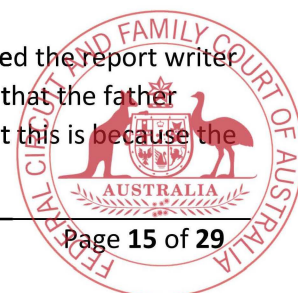 ed the report writer
that the father
t this is because the
Page 15 of 29
FEDERAL CIRCUIT AND FAMILY COURT OF AUSTRALIA
AUSTRALIA